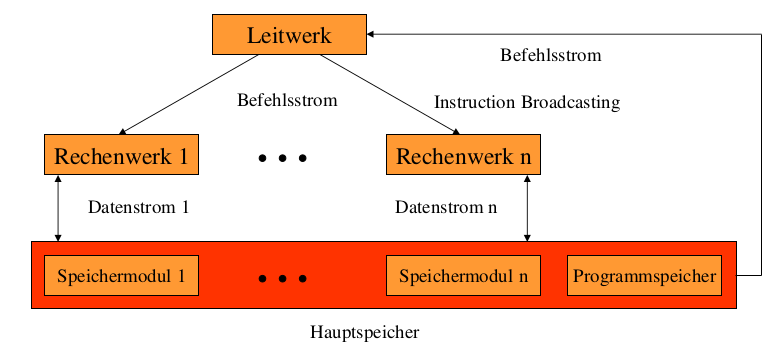 Leitwerk
Befehlsstrom
Befehlsstrom
Instruction Broadcasting
Rechenwerk 1
Rechenwerk n
Datenstrom 1
Datenstrom n
Speichermodul 1
Speichermodul n
Programmspeicher
Hauptspeicher